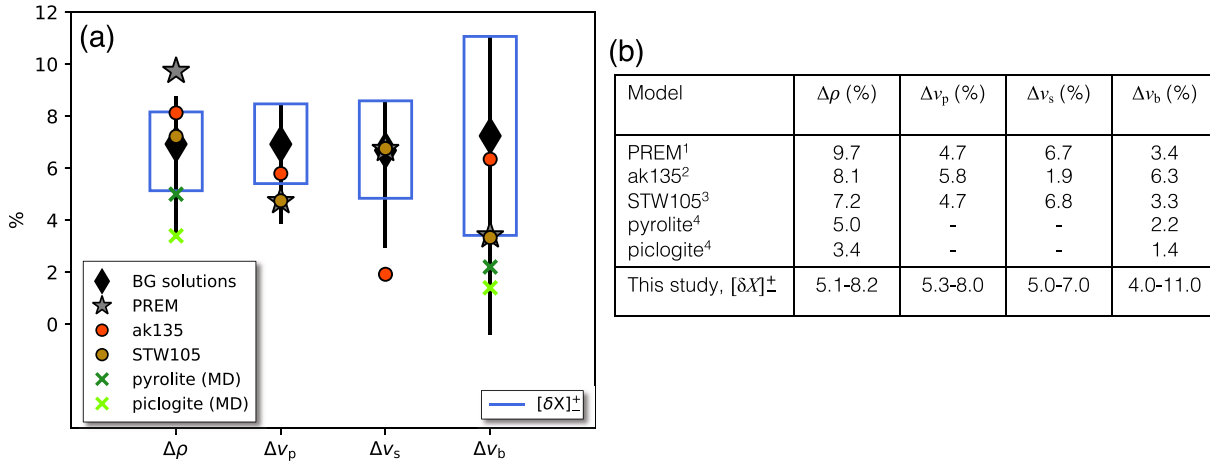 (a)
12
10
8
6
4
2
0
%
BG solutions
PREM
ak135
STW105
pyrolite (MD)
piclogite (MD)
[δX]±
Δρ Δvp Δvs Δvb
(b)
Model Δρ (%) Δvp (%) Δvs (%) Δvb (%)
PREM¹ 9.7 4.7 6.7 3.4
ak135² 8.1 5.8 1.9 6.3
STW105³ 7.2 4.7 6.8 3.3
pyrolite⁴ 5.0 - - 2.2
piclogite⁴ 3.4 - - 1.4
This study, [δX]± 5.1-8.2 5.3-8.0 5.0-7.0 4.0-11.0